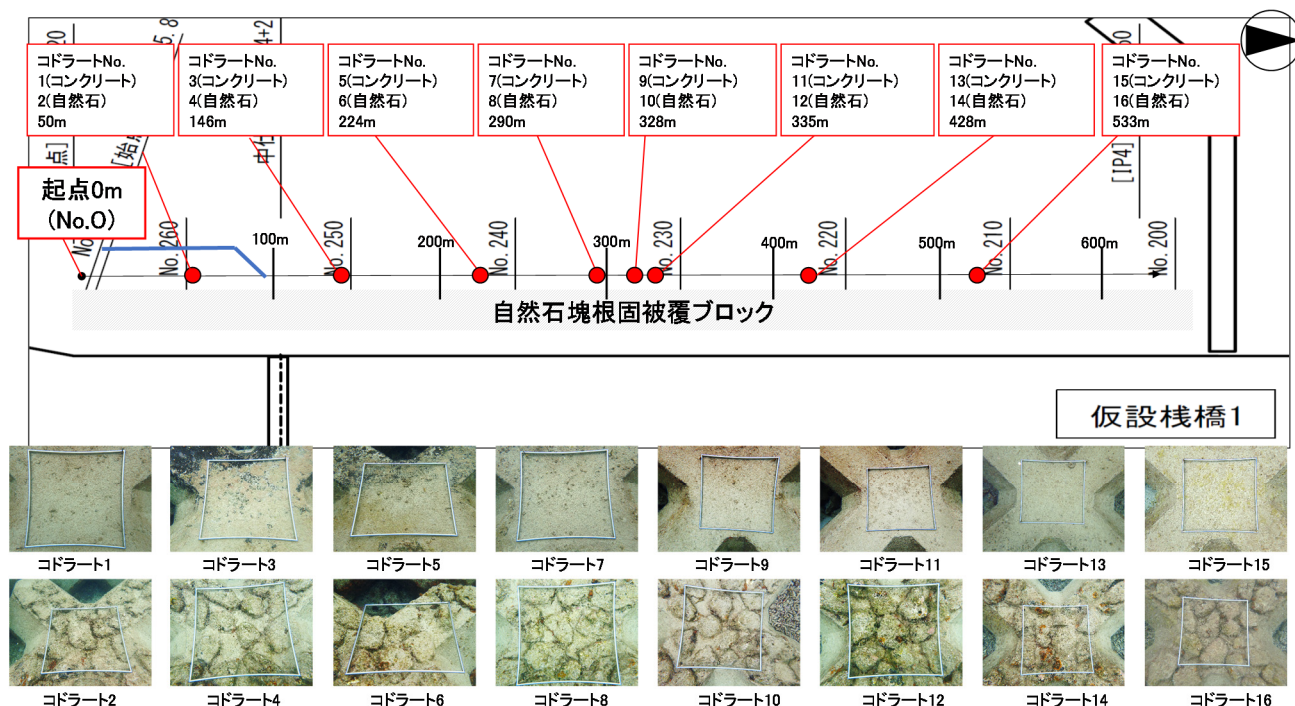 コドラートNo.
1(コンクリート)
2(自然石)
50m
コドラートNo.
3(コンクリート)
4(自然石)
146m
コドラートNo.
5(コンクリート)
6(自然石)
224m
コドラートNo.
7(コンクリート)
8(自然石)
290m
コドラートNo.
9(コンクリート)
10(自然石)
328m
コドラートNo.
11(コンクリート)
12(自然石)
335m
コドラートNo.
13(コンクリート)
14(自然石)
428m
コドラートNo.
15(コンクリート)
16(自然石)
533m
20
5.8
4+2
60
点]
[始点
[IP4]
起点0m
(No.0)
No. 260
100m
No. 250
200m
No. 240
300m
No. 230
400m
No. 220
500m
No. 210
600m
No. 200
自然石塊根固被覆ブロック
仮設桟橋1
コドラート1
コドラート3
コドラート5
コドラート7
コドラート9
コドラート11
コドラート13
コドラート15
コドラート2
コドラート4
コドラート6
コドラート8
コドラート10
コドラート12
コドラート14
コドラート16